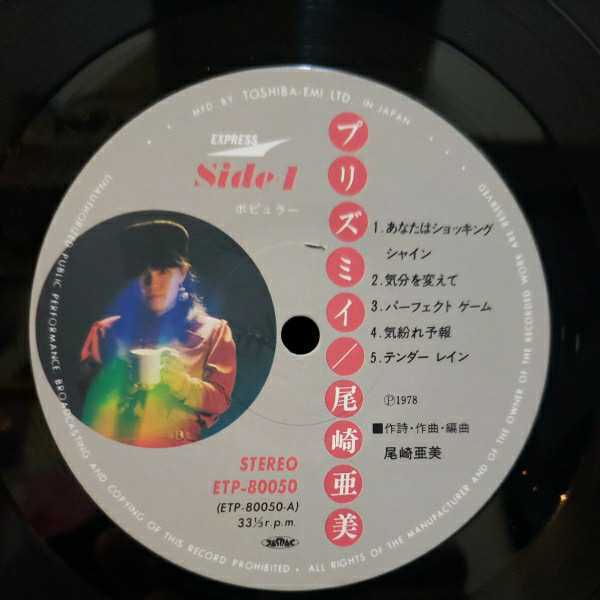 MFD BY TOSHIBA-EMI LTD. IN JAPAN
EXPRESS
Side/1
ポピュラー
プリズミイ/尾崎亜美
1. あなたはショッキング
シャイン
2. 気分を変えて
3. パーフェクト ゲーム
4. 気紛れ予報
5. テンダー レイン
Ⓟ1978
■作詩・作曲・編曲
尾崎亜美
STEREO
ETP-80050
(ETP-80050-A)
33⅓r.p.m.
UNAUTHORIZED PUBLIC PERFORMANCE BROADCASTING AND COPYING OF THIS RECORD PROHIBITED • ALL RIGHTS OF THE MANUFACTURER AND OF THE OWNER OF THE RECORDED WORK ARE RESERVED